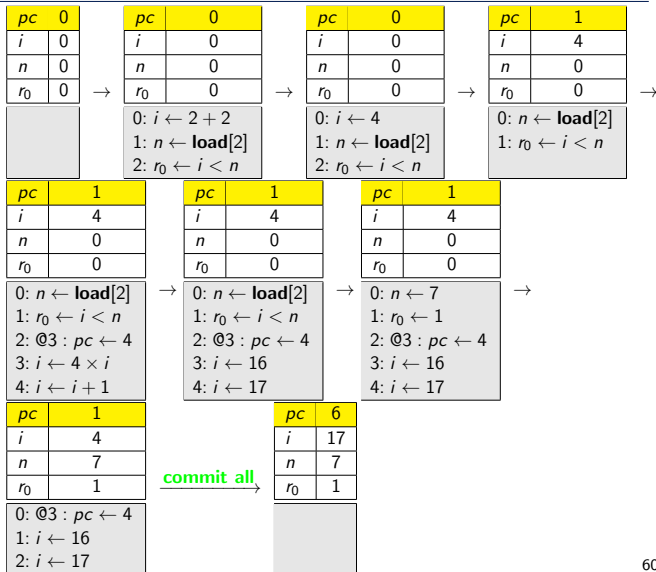 pc 0 pc 0 pc 0 pc 1
i 0 i 0 i 0 i 4
n 0 n 0 n 0 n 0
r₀ 0 → r₀ 0 → r₀ 0 → r₀ 0 →
0: i ← 2 + 2 0: i ← 4 0: n ← load[2]
1: n ← load[2] 1: n ← load[2] 1: r₀ ← i < n
2: r₀ ← i < n 2: r₀ ← i < n
pc 1 pc 1 pc 1
i 4 i 4 i 4
n 0 n 0 n 0
r₀ 0 r₀ 0 r₀ 0
0: n ← load[2] → 0: n ← load[2] → 0: n ← 7 →
1: r₀ ← i < n 1: r₀ ← i < n 1: r₀ ← 1
2: @3 : pc ← 4 2: @3 : pc ← 4 2: @3 : pc ← 4
3: i ← 4 × i 3: i ← 16 3: i ← 16
4: i ← i + 1 4: i ← 17 4: i ← 17
pc 1 pc 6
i 4 i 17
n 7 commit all n 7
r₀ 1 r₀ 1
0: @3 : pc ← 4
1: i ← 16
2: i ← 17
60